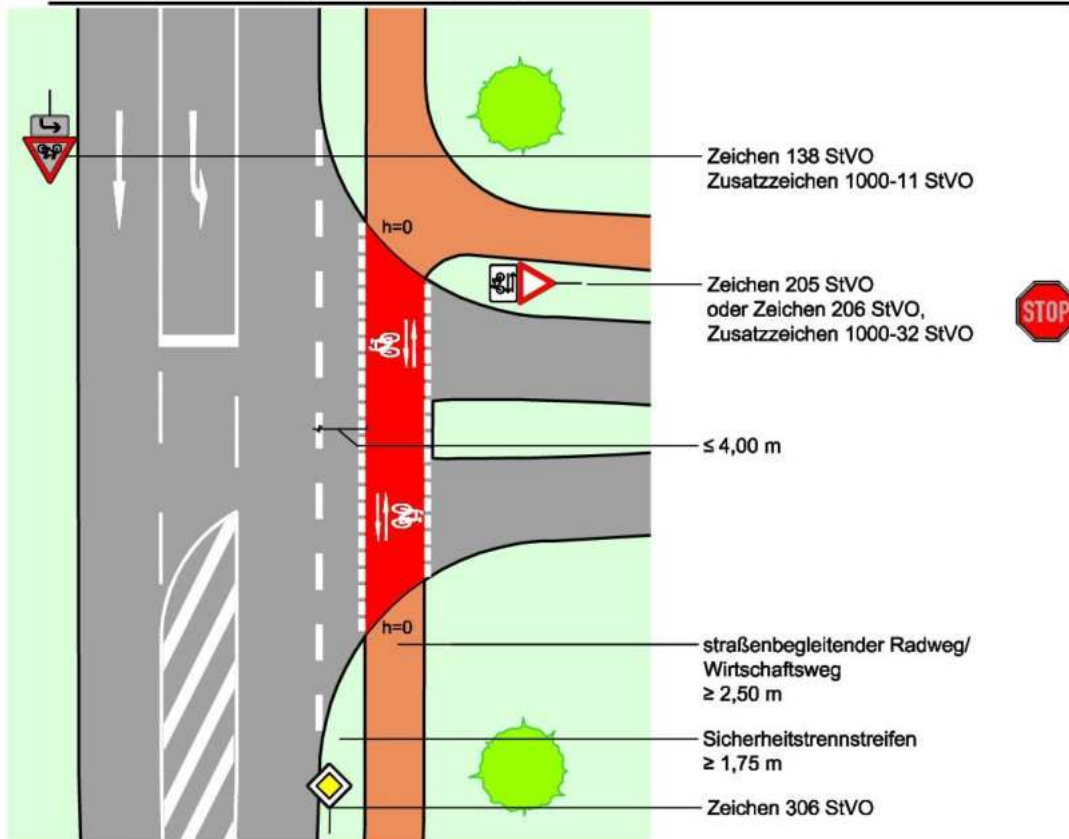 Zeichen 138 StVO
Zusatzzeichen 1000-11 StVO
h=0
Zeichen 205 StVO
oder Zeichen 206 StVO,
Zusatzzeichen 1000-32 StVO
STOP
≤ 4,00 m
h=0
straßenbegleitender Radweg/
Wirtschaftsweg
≥ 2,50 m
Sicherheitstrennstreifen
≥ 1,75 m
Zeichen 306 StVO